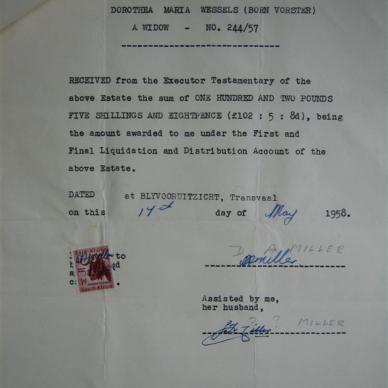 DOROTHEA MARIA WESSELS (BORN VORSTER)
A WIDOW - NO. 244/57
RECEIVED from the Executor Testamentary of the
above Estate the sum of ONE HUNDRED AND TWO POUNDS
FIVE SHILLINGS AND EIGHTPENCE (£102 : 5 : 8d), being
the amount awarded to me under the First and
Final Liquidation and Distribution Account of the
above Estate.
DATED at BLYVOORUITZICHT, Transvaal
on this 17th day of May 1958.
to
D A MILLER
Miller
Assisted by me,
her husband,
? ? MILLER